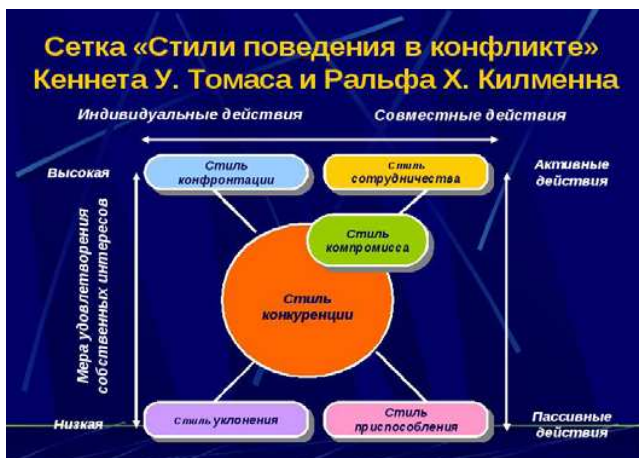 Сетка «Стили поведения в конфликте»
Кеннета У. Томаса и Ральфа Х. Килменна
Индивидуальные действия
Совместные действия
Высокая
Стиль
конфронтации
Стиль
сотрудничества
Активные
действия
Стиль
компромисса
Мера удовлетворения
собственных интересов
Стиль
конкуренции
Низкая
Стиль уклонения
Стиль
приспособления
Пассивные
действия